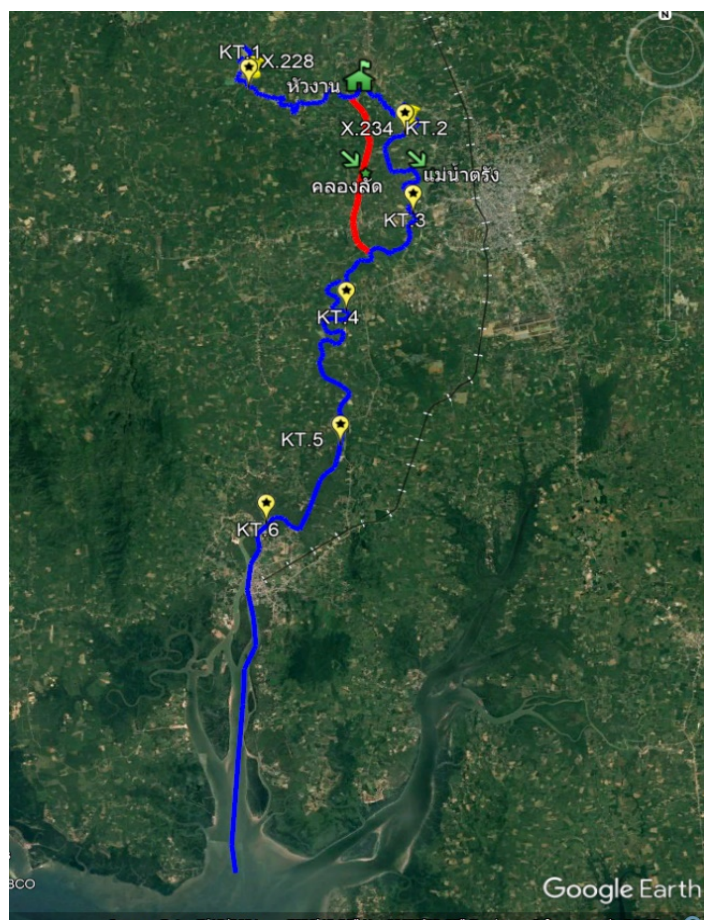 N
KT.1
X.228
หัวงาน
X.234 KT.2
แม่น้ำตรัง
คลองลัด
KT.3
KT.4
KT.5
KT.6
Google Earth